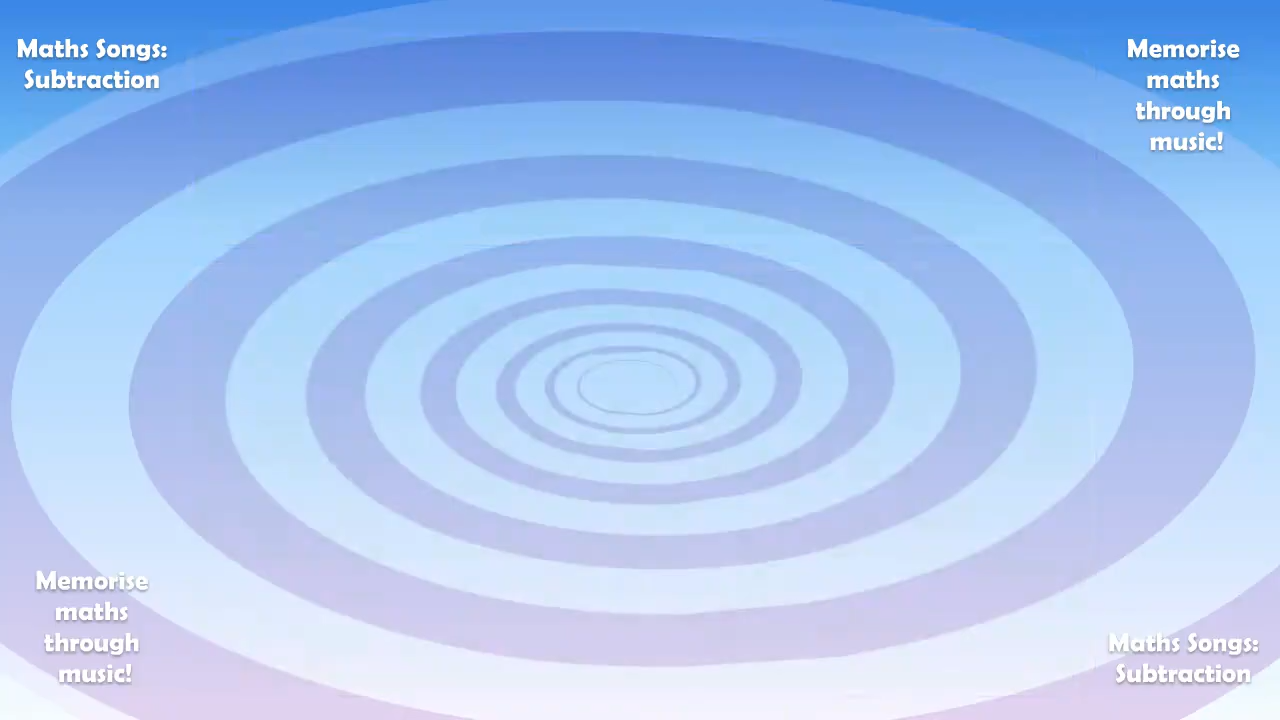 Maths Songs:
Subtraction
Memorise
maths
through
music!
Memorise
maths
through
music!
Maths Songs:
Subtraction